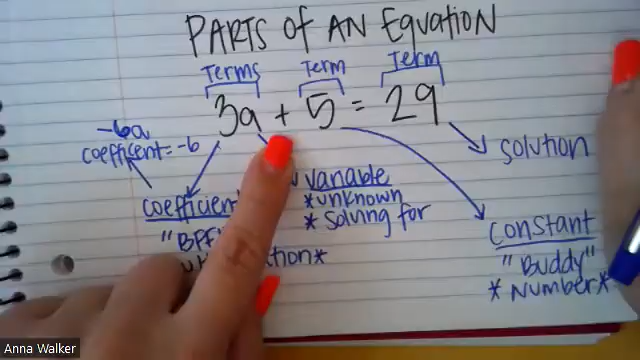 PARTS of AN EquATION
Terms Term Term
3a + 5 = 29
-6a
coefficent = -6
solution
variable
*unknown
*solving for
"BFF"
constant
"Buddy"
*Number*
Anna Walker